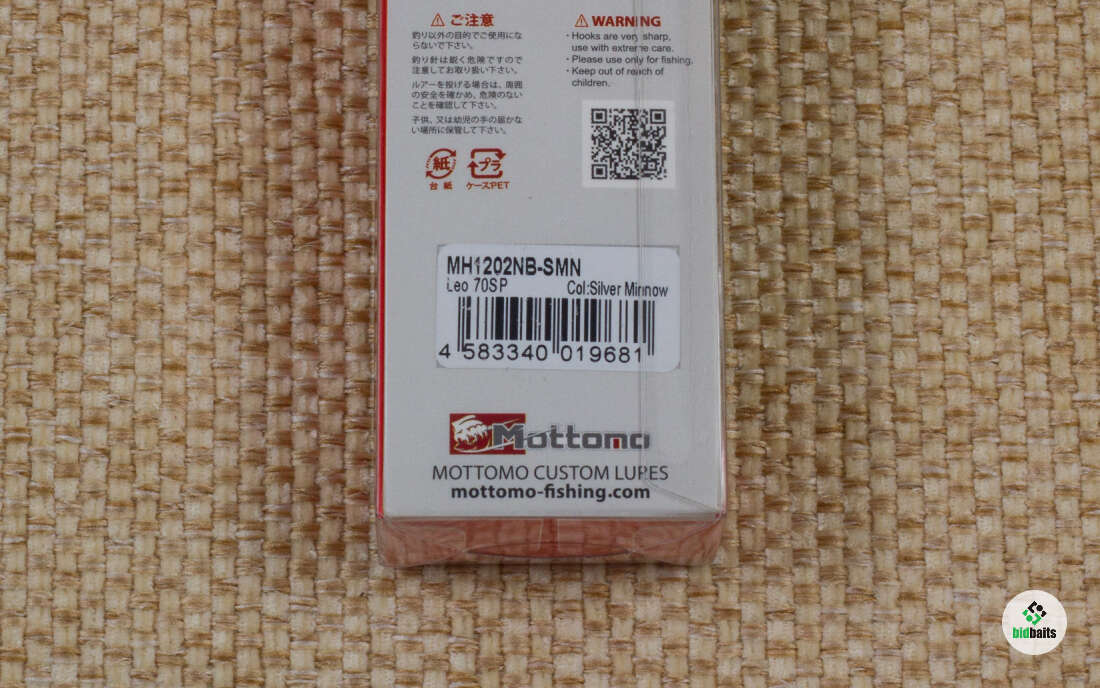 ご注意
釣り以外の目的でご使用にな
らないで下さい。
釣り針は鋭く危険ですので
注意してお取り扱い下さい。
ルアーを投げる場合は、周囲
の安全を確かめ、危険のない
ことを確認して下さい。
子供、又は幼児の手の届かな
い場所に保管して下さい。
紙
台紙
プラ
ケース:PET
WARNING
・Hooks are very sharp,
use with extreme care.
・Please use only for fishing.
・Keep out of reach of
children.
MH1202NB-SMN
Leo 70SP Col:Silver Minnow
4 583340 019681
Mottomo
MOTTOMO CUSTOM LURES
mottomo-fishing.com
bidbaits